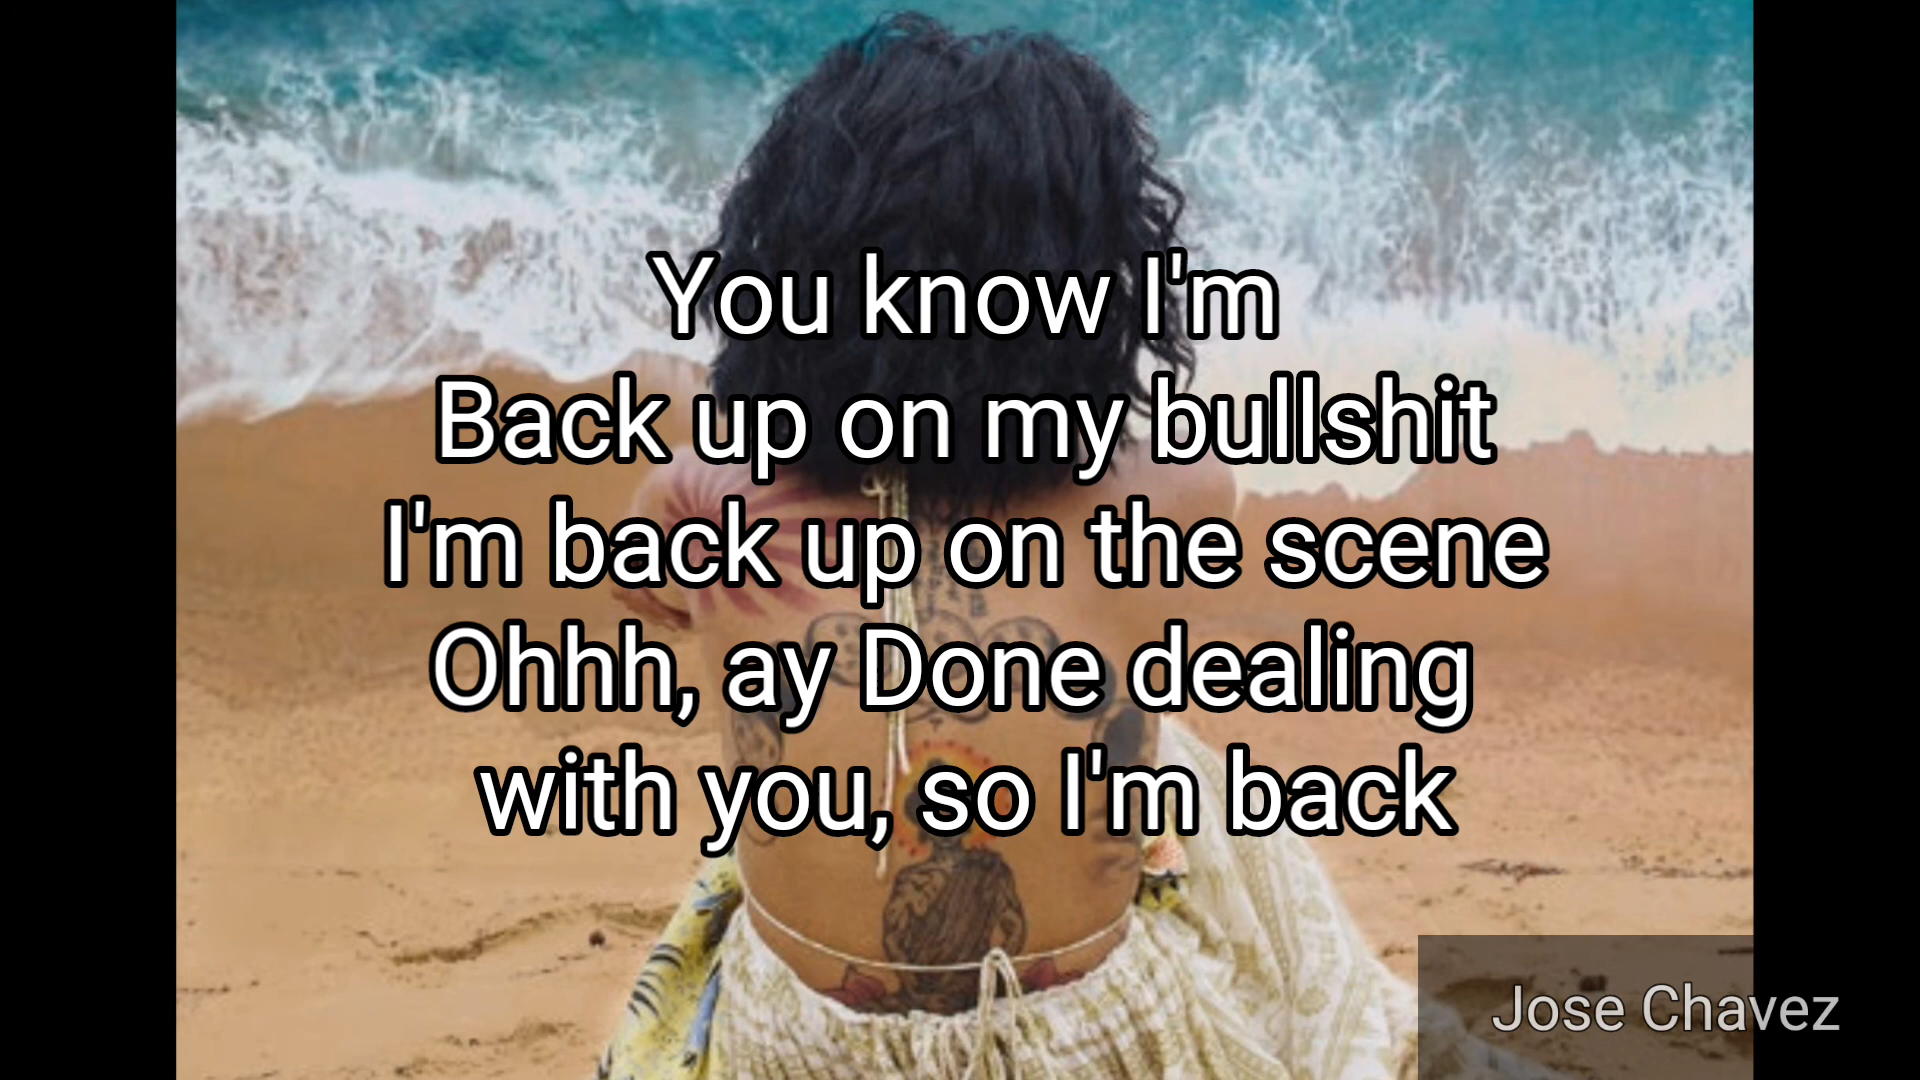 You know I'm
Back up on my bullshit
I'm back up on the scene
Ohhh, ay Done dealing
with you, so I'm back
Jose Chavez